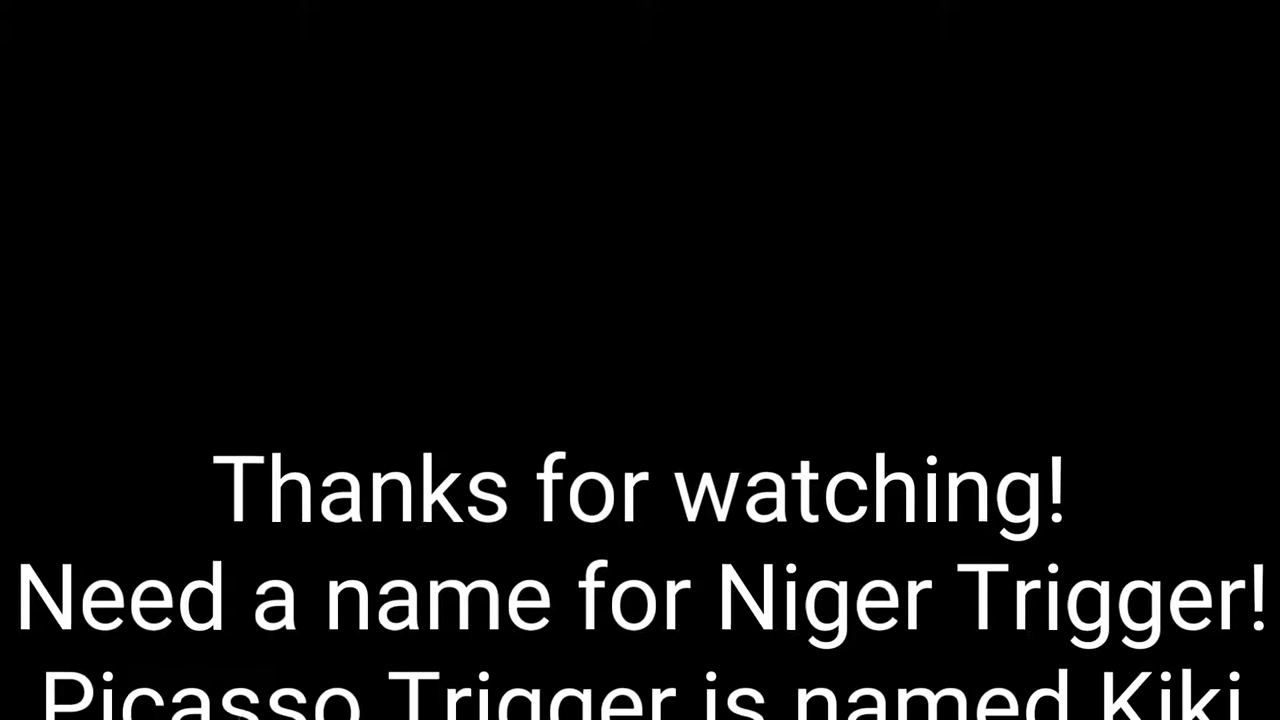 Thanks for watching!
Need a name for Niger Trigger!
Picasso Trigger is named Kiki